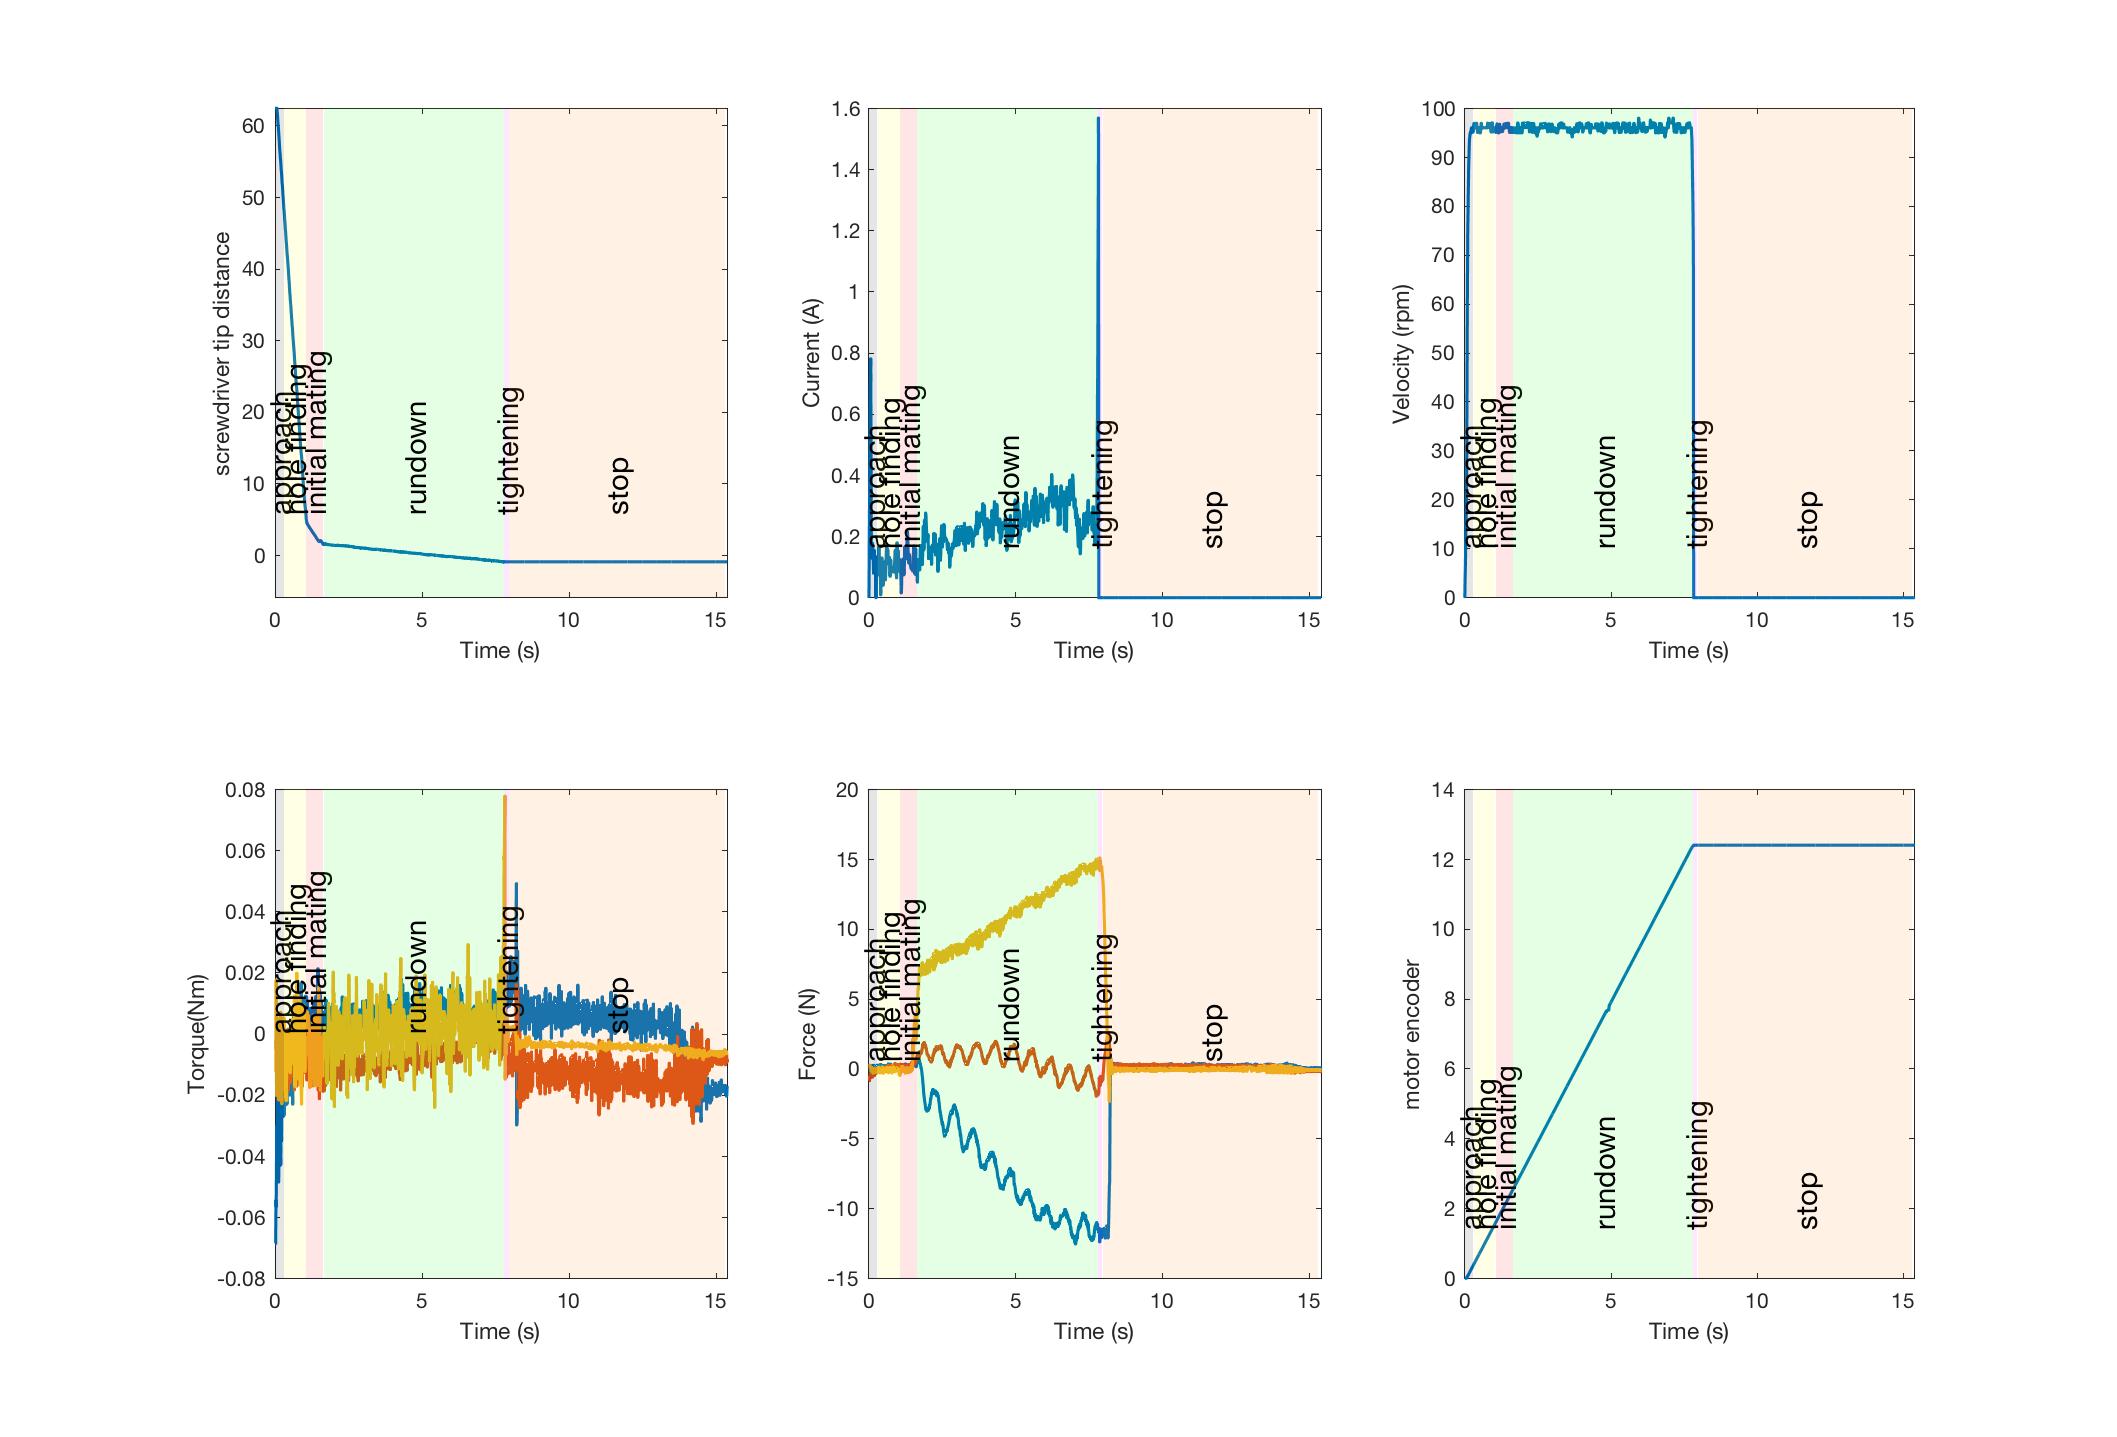 screwdriver tip distance
60
50
40
30
20
10
0
approach
hole finding
initial mating
rundown
tightening
stop
0 5 10 15
Time (s)
Current (A)
1.6
1.4
1.2
1
0.8
0.6
0.4
0.2
0
approach
hole finding
initial mating
rundown
tightening
stop
0 5 10 15
Time (s)
Velocity (rpm)
100
90
80
70
60
50
40
30
20
10
0
approach
hole finding
initial mating
rundown
tightening
stop
0 5 10 15
Time (s)
Torque(Nm)
0.08
0.06
0.04
0.02
0
-0.02
-0.04
-0.06
-0.08
approach
hole finding
initial mating
rundown
tightening
stop
0 5 10 15
Time (s)
Force (N)
20
15
10
5
0
-5
-10
-15
approach
hole finding
initial mating
rundown
tightening
stop
0 5 10 15
Time (s)
motor encoder
14
12
10
8
6
4
2
0
approach
hole finding
initial mating
rundown
tightening
stop
0 5 10 15
Time (s)